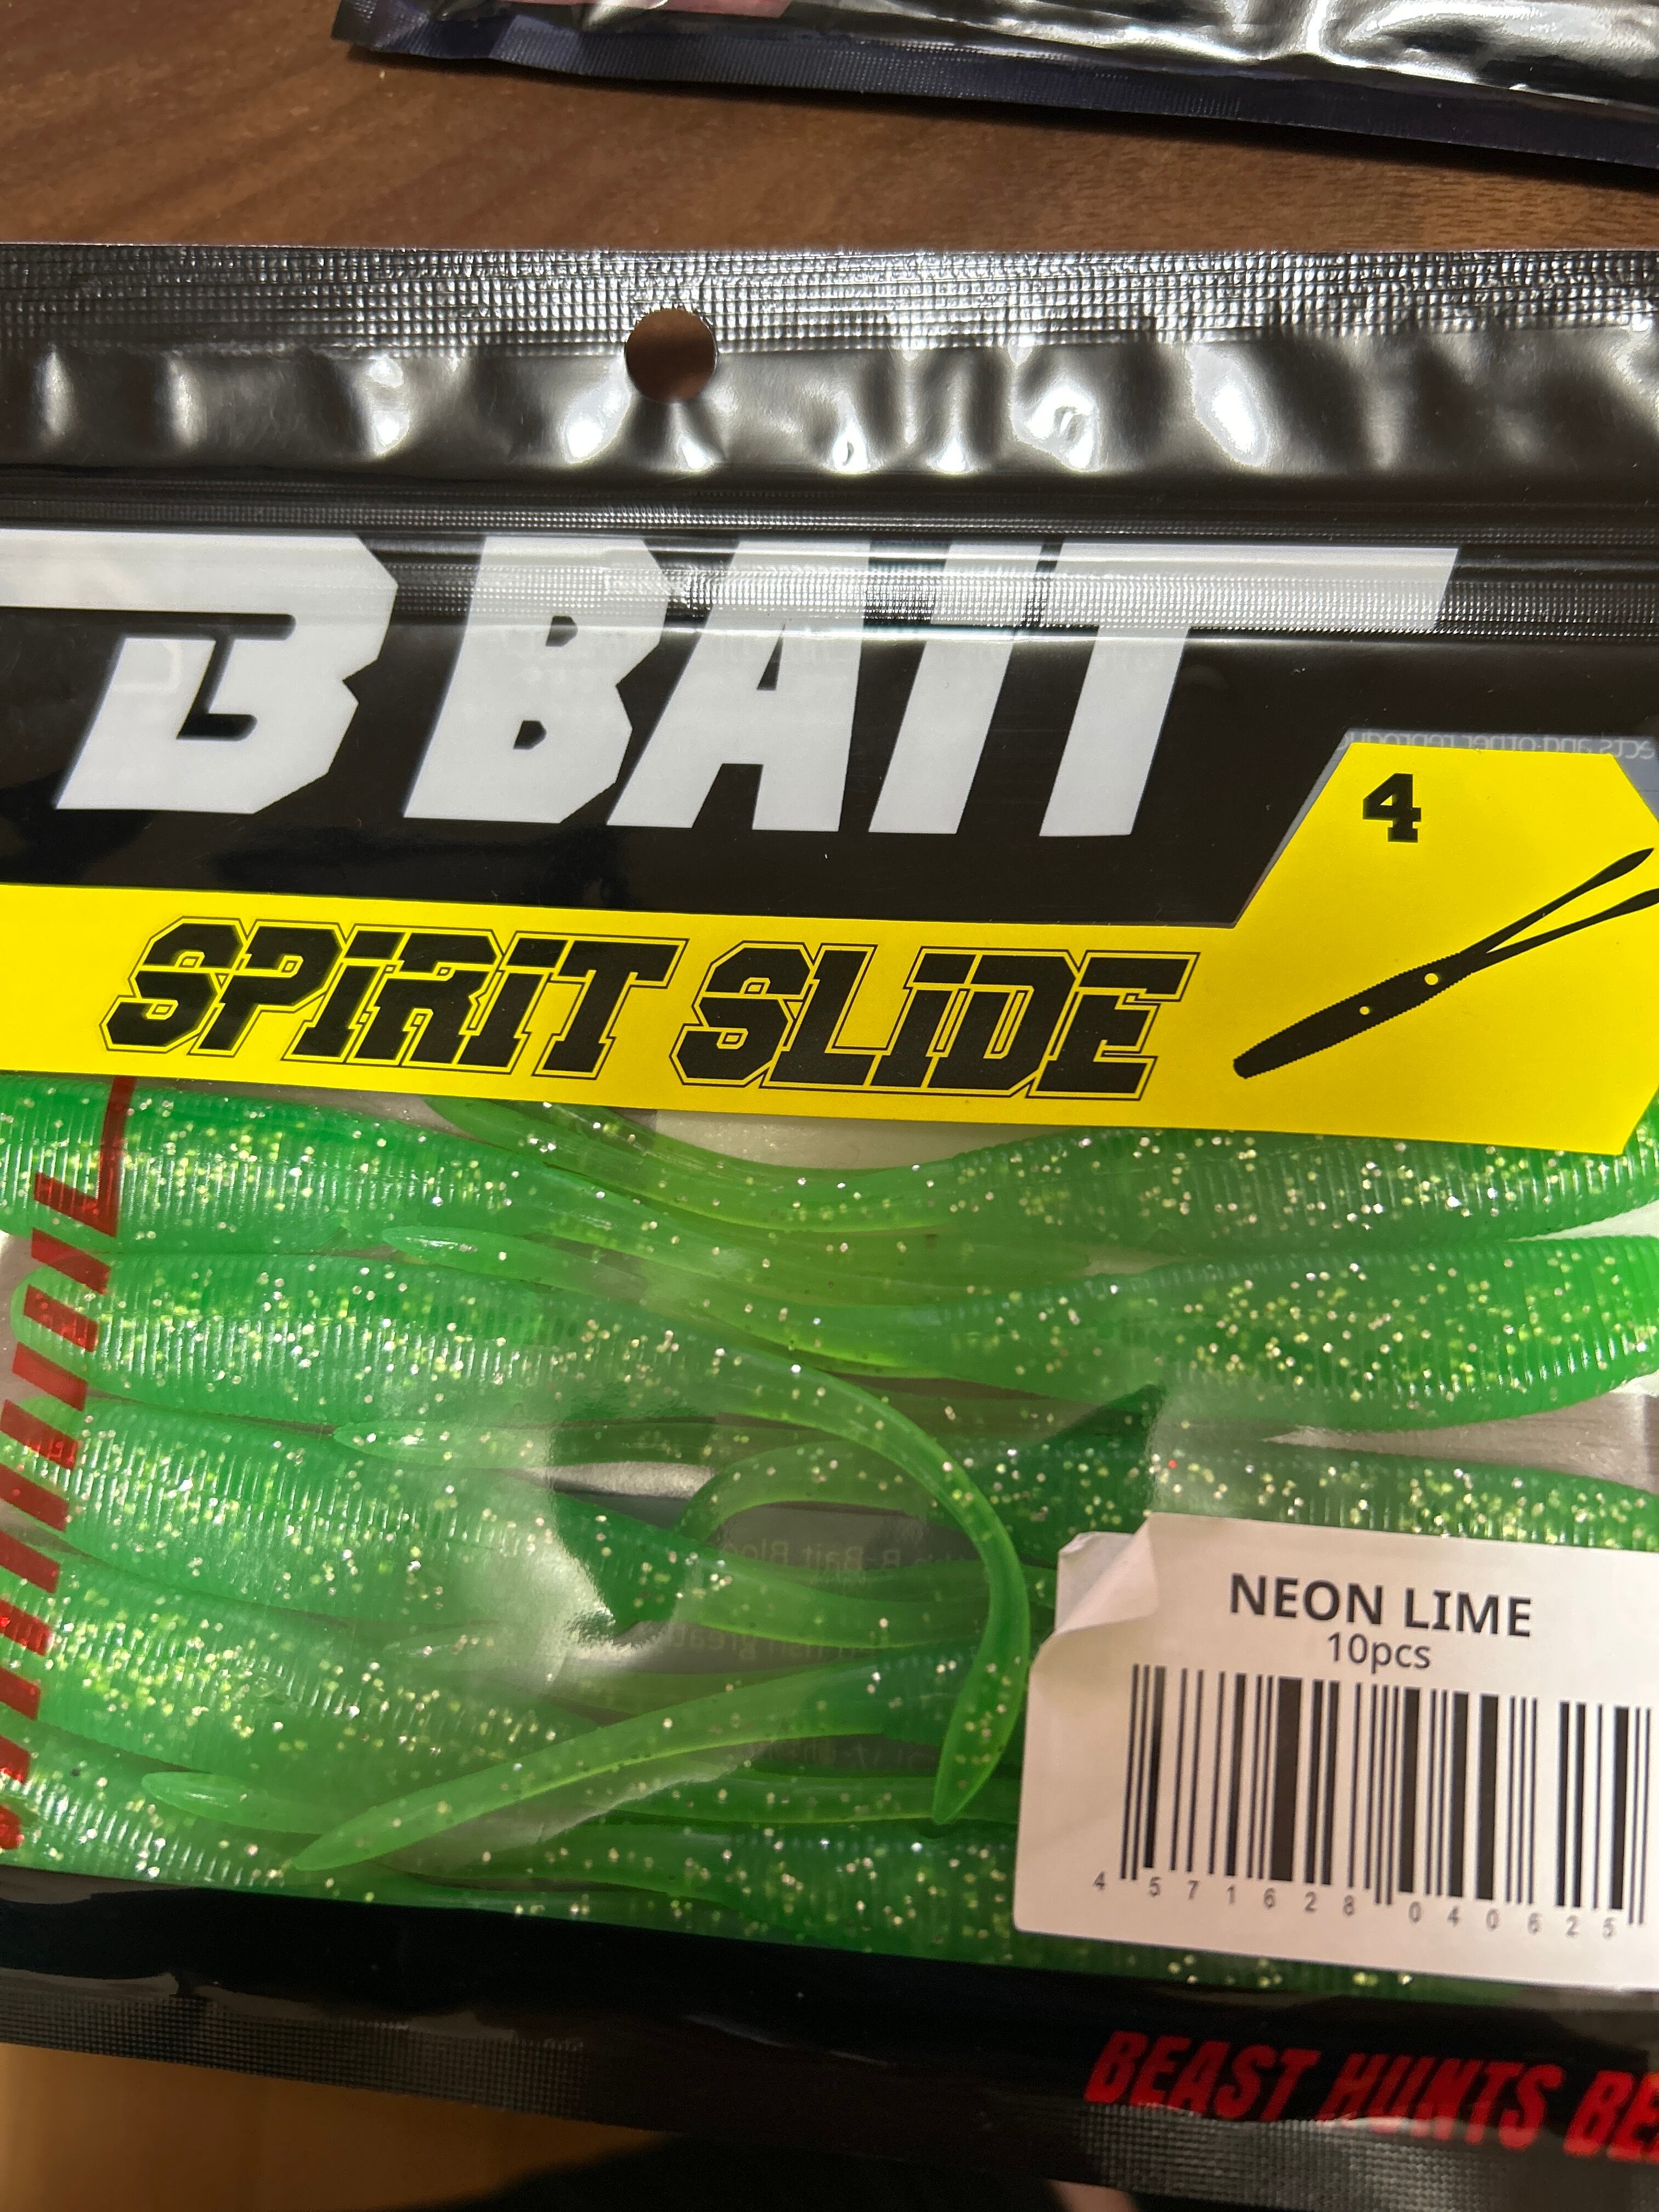 B BAIT
4
SPIRIT SLIDE
NEON LIME
10pcs
4 571628 040625
BEAST HUNTS